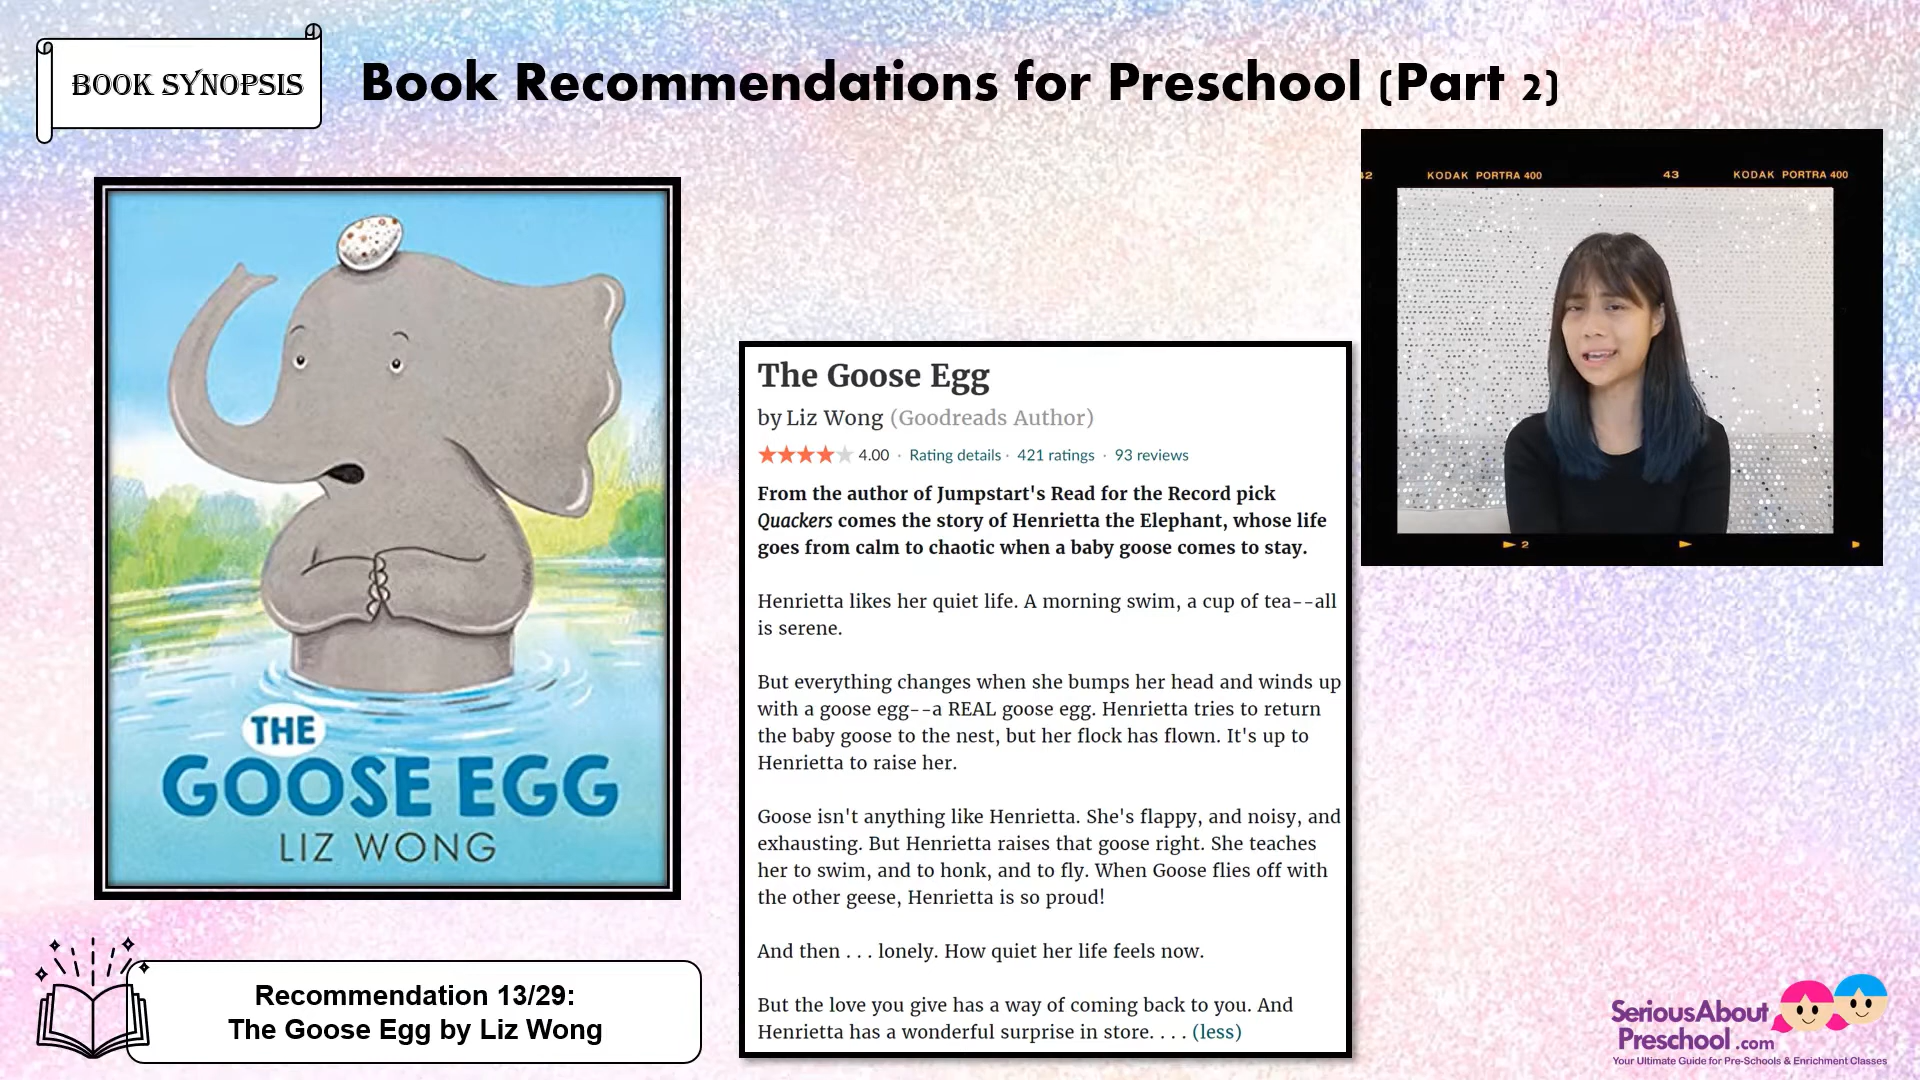 BOOK SYNOPSIS
Book Recommendations for Preschool (Part 2)
42 KODAK PORTRA 400 43 KODAK PORTRA 400
2
THE
GOOSE EGG
LIZ WONG
The Goose Egg
by Liz Wong (Goodreads Author)
4.00 · Rating details · 421 ratings · 93 reviews
From the author of Jumpstart's Read for the Record pick
Quackers comes the story of Henrietta the Elephant, whose life
goes from calm to chaotic when a baby goose comes to stay.
Henrietta likes her quiet life. A morning swim, a cup of tea--all
is serene.
But everything changes when she bumps her head and winds up
with a goose egg--a REAL goose egg. Henrietta tries to return
the baby goose to the nest, but her flock has flown. It's up to
Henrietta to raise her.
Goose isn't anything like Henrietta. She's flappy, and noisy, and
exhausting. But Henrietta raises that goose right. She teaches
her to swim, and to honk, and to fly. When Goose flies off with
the other geese, Henrietta is so proud!
And then . . . lonely. How quiet her life feels now.
But the love you give has a way of coming back to you. And
Henrietta has a wonderful surprise in store. . . . (less)
Recommendation 13/29:
The Goose Egg by Liz Wong
SeriousAbout
Preschool .com
Your Ultimate Guide for Pre-Schools & Enrichment Classes